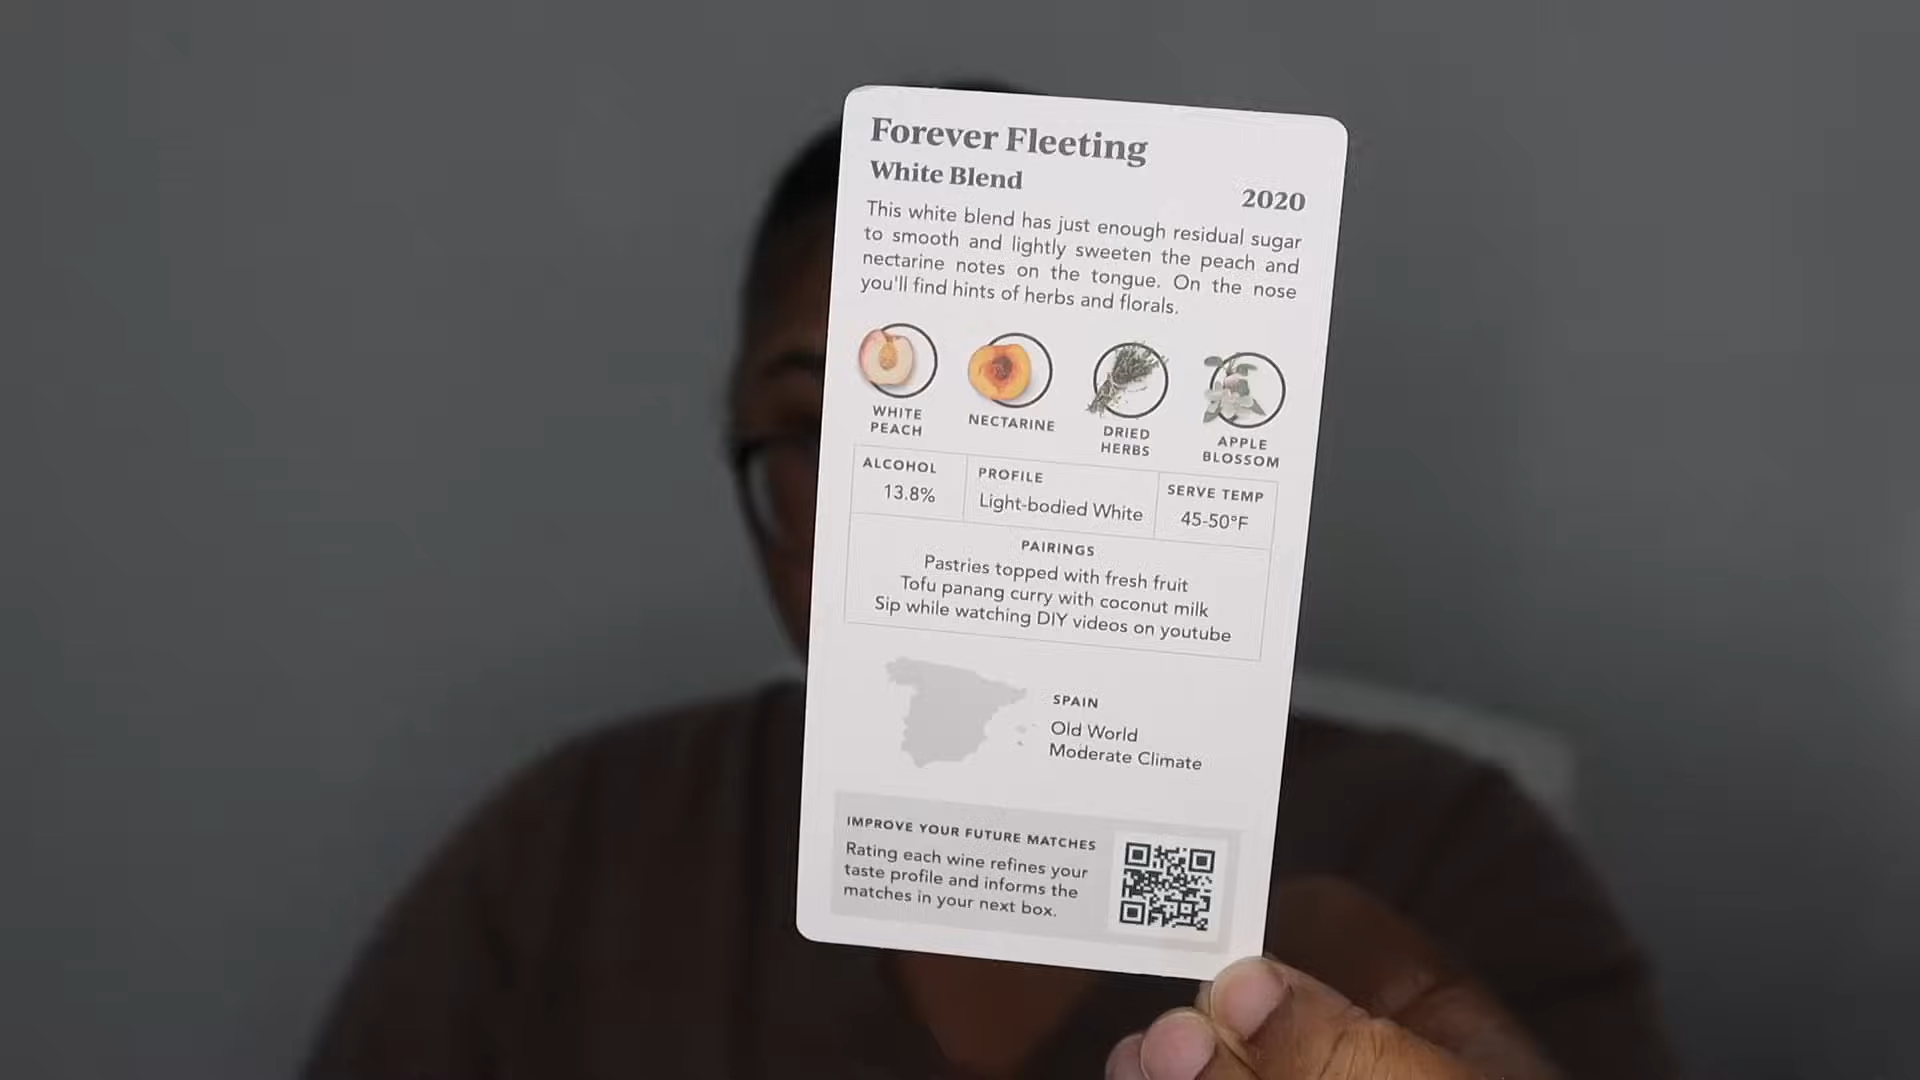 Forever Fleeting
White Blend
2020
This white blend has just enough residual sugar
to smooth and lightly sweeten the peach and
nectarine notes on the tongue. On the nose
you'll find hints of herbs and florals.
WHITE
PEACH
NECTARINE
DRIED
HERBS
APPLE
BLOSSOM
ALCOHOL
13.8%
PROFILE
Light-bodied White
SERVE TEMP
45-50°F
PAIRINGS
Pastries topped with fresh fruit
Tofu panang curry with coconut milk
Sip while watching DIY videos on youtube
SPAIN
Old World
Moderate Climate
IMPROVE YOUR FUTURE MATCHES
Rating each wine refines your
taste profile and informs the
matches in your next box.